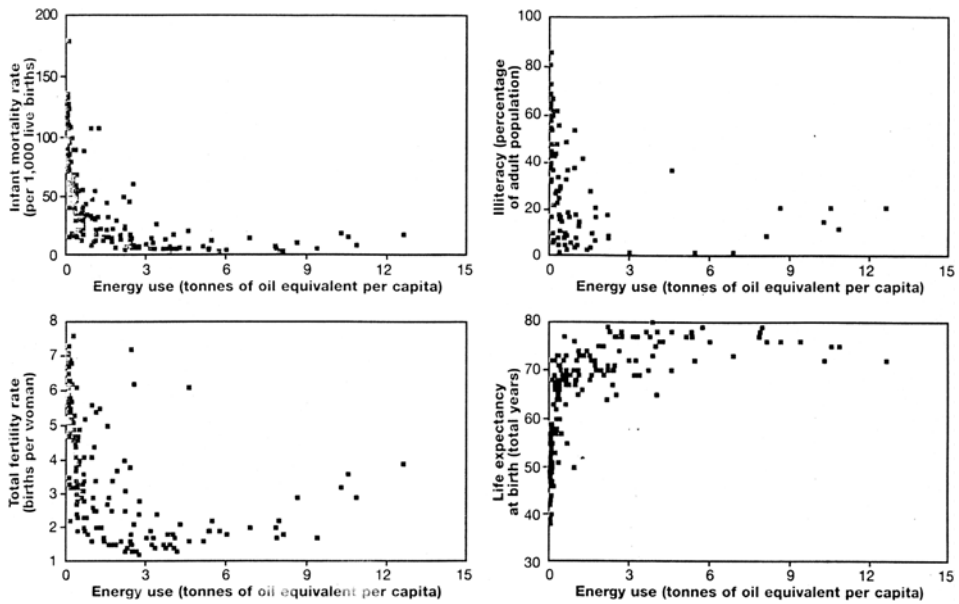 Infant mortality rate
(per 1,000 live births)
200
150
100
50
0
0 3 6 9 12 15
Energy use (tonnes of oil equivalent per capita)
Illiteracy (percentage
of adult population)
100
80
60
40
20
0
0 3 6 9 12 15
Energy use (tonnes of oil equivalent per capita)
Total fertility rate
(births per woman)
8
7
6
5
4
3
2
1
0 3 6 9 12 15
Energy use (tonnes of oil equivalent per capita)
Life expectancy
at birth (total years)
80
70
60
50
40
30
0 3 6 9 12 15
Energy use (tonnes of oil equivalent per capita)